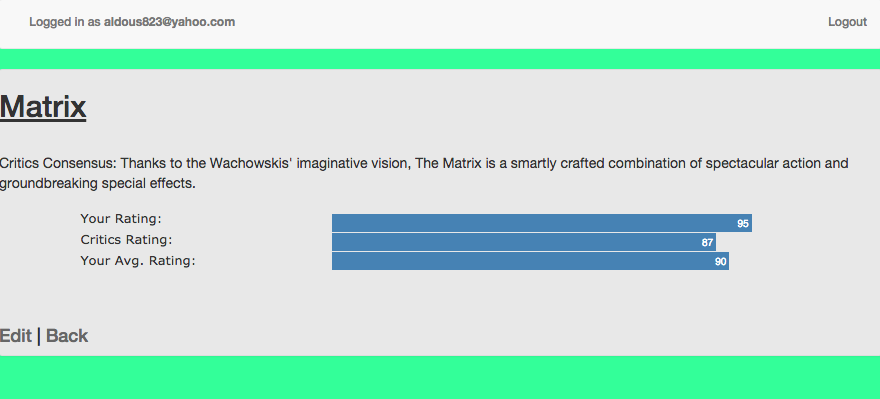 Logged in as aldous823@yahoo.com Logout
Matrix
Critics Consensus: Thanks to the Wachowskis' imaginative vision, The Matrix is a smartly crafted combination of spectacular action and
groundbreaking special effects.
Your Rating: 95
Critics Rating: 87
Your Avg. Rating: 90
Edit | Back